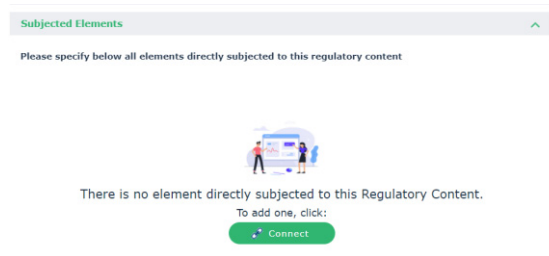 Subjected Elements
Please specify below all elements directly subjected to this regulatory content
There is no element directly subjected to this Regulatory Content.
To add one, click:
Connect